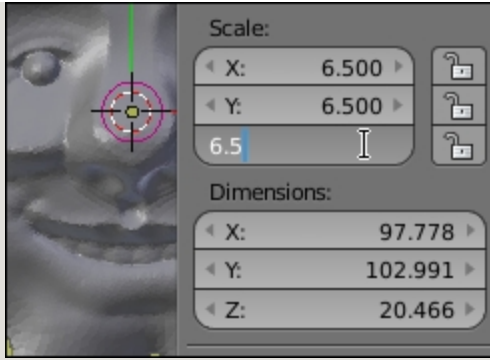 Scale:
X: 6.500
Y: 6.500
6.5
Dimensions:
X: 97.778
Y: 102.991
Z: 20.466